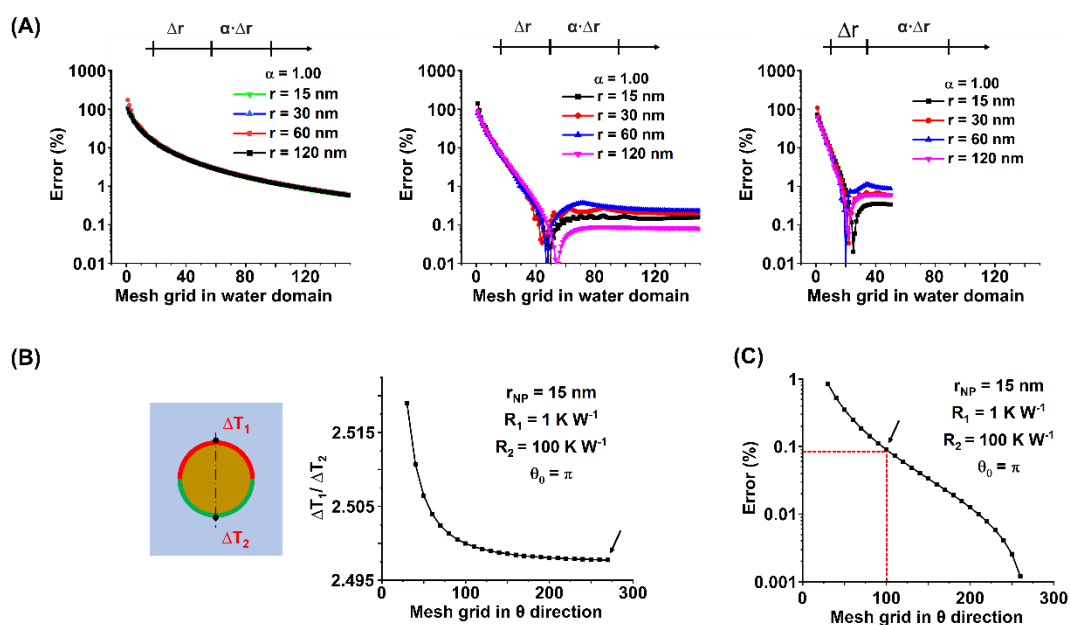 (A)
Δr
α·Δr
Δr
α·Δr
Δr
α·Δr
1000
100
10
1
0.1
0.01
Error (%)
α = 1.00
r = 15 nm
r = 30 nm
r = 60 nm
r = 120 nm
0 40 80 120
Mesh grid in water domain
1000
100
10
1
0.1
0.01
Error (%)
α = 1.00
r = 15 nm
r = 30 nm
r = 60 nm
r = 120 nm
0 40 80 120
Mesh grid in water domain
1000
100
10
1
0.1
0.01
Error (%)
α = 1.00
r = 15 nm
r = 30 nm
r = 60 nm
r = 120 nm
0 40 80 120
Mesh grid in water domain
(B)
ΔT₁
ΔT₂
2.515
2.505
2.495
ΔT₁/ ΔT₂
r_NP = 15 nm
R₁ = 1 K W⁻¹
R₂ = 100 K W⁻¹
θ₀ = π
0 100 200 300
Mesh grid in θ direction
(C)
1
0.1
0.01
0.001
Error (%)
r_NP = 15 nm
R₁ = 1 K W⁻¹
R₂ = 100 K W⁻¹
θ₀ = π
0 100 200 300
Mesh grid in θ direction